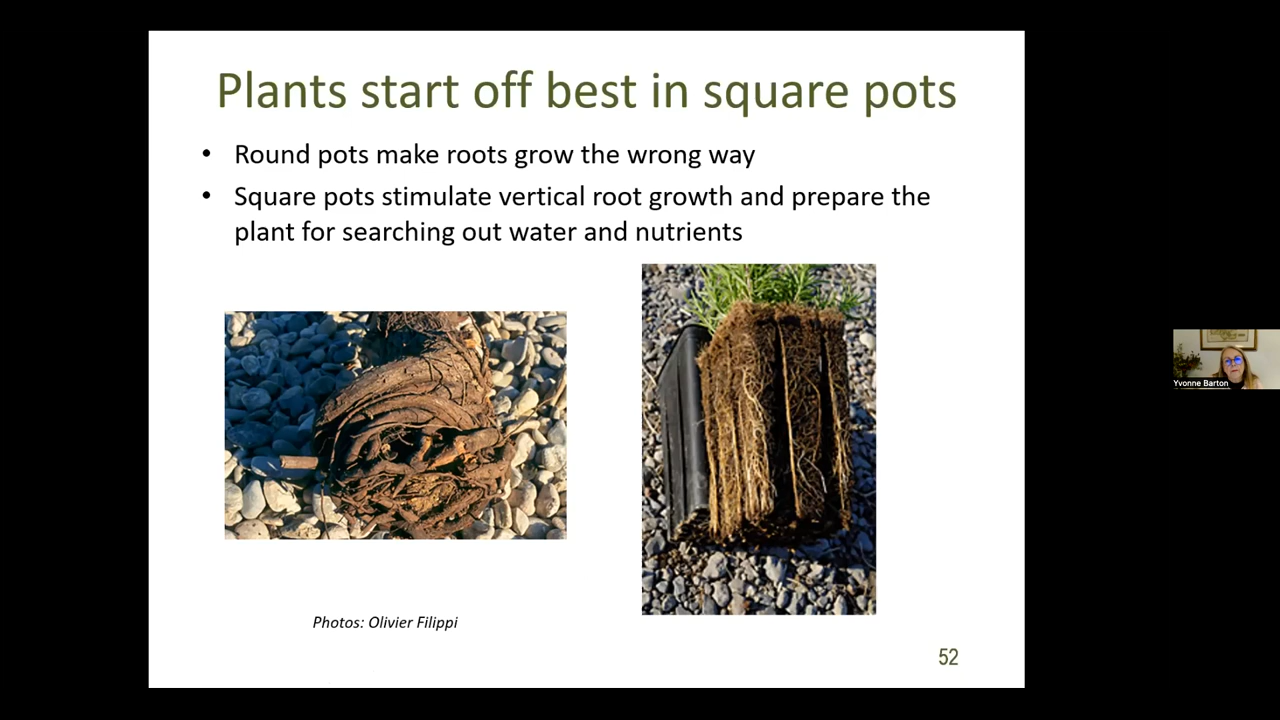 Plants start off best in square pots
• Round pots make roots grow the wrong way
• Square pots stimulate vertical root growth and prepare the
plant for searching out water and nutrients
Photos: Olivier Filippi
52
Yvonne Barton